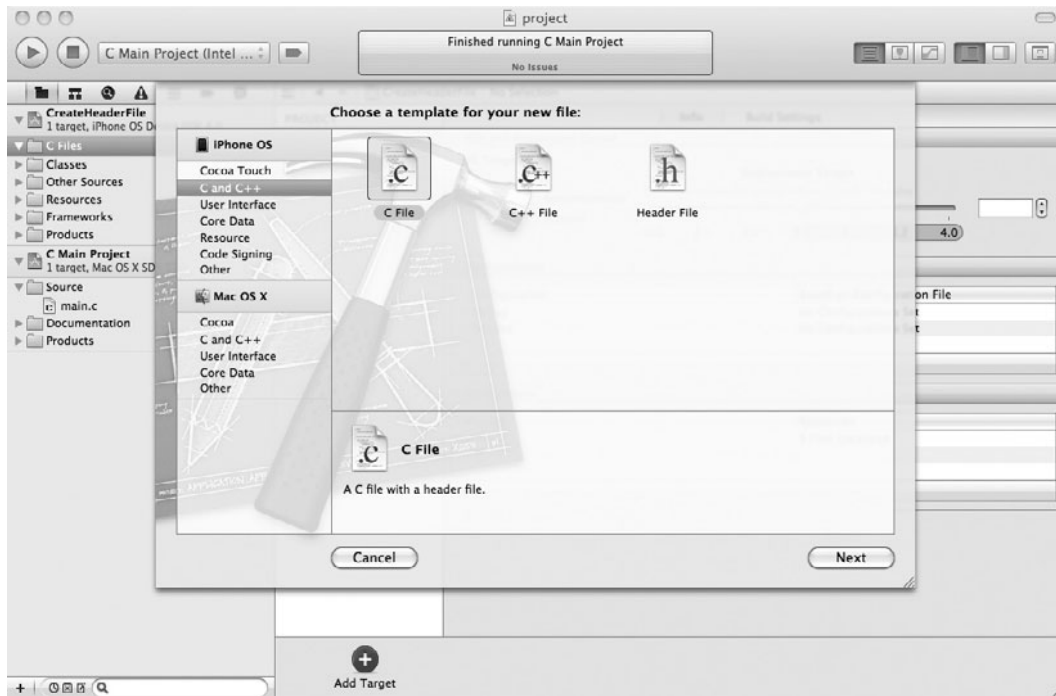 project
C Main Project (Intel ...
Finished running C Main Project
No Issues
CreateHeaderFile
1 target, iPhone OS
C Files
Classes
Other Sources
Resources
Frameworks
Products
C Main Project
1 target, Mac OS X SD
Source
main.c
Documentation
Products
Choose a template for your new file:
iPhone OS
Cocoa Touch
C and C++
User Interface
Core Data
Resource
Code Signing
Other
Mac OS X
Cocoa
C and C++
User Interface
Core Data
Other
.c
C File
.C++
C++ File
.h
Header File
.c
C File
A C file with a header file.
Cancel
Next
4.0
on File
Add Target